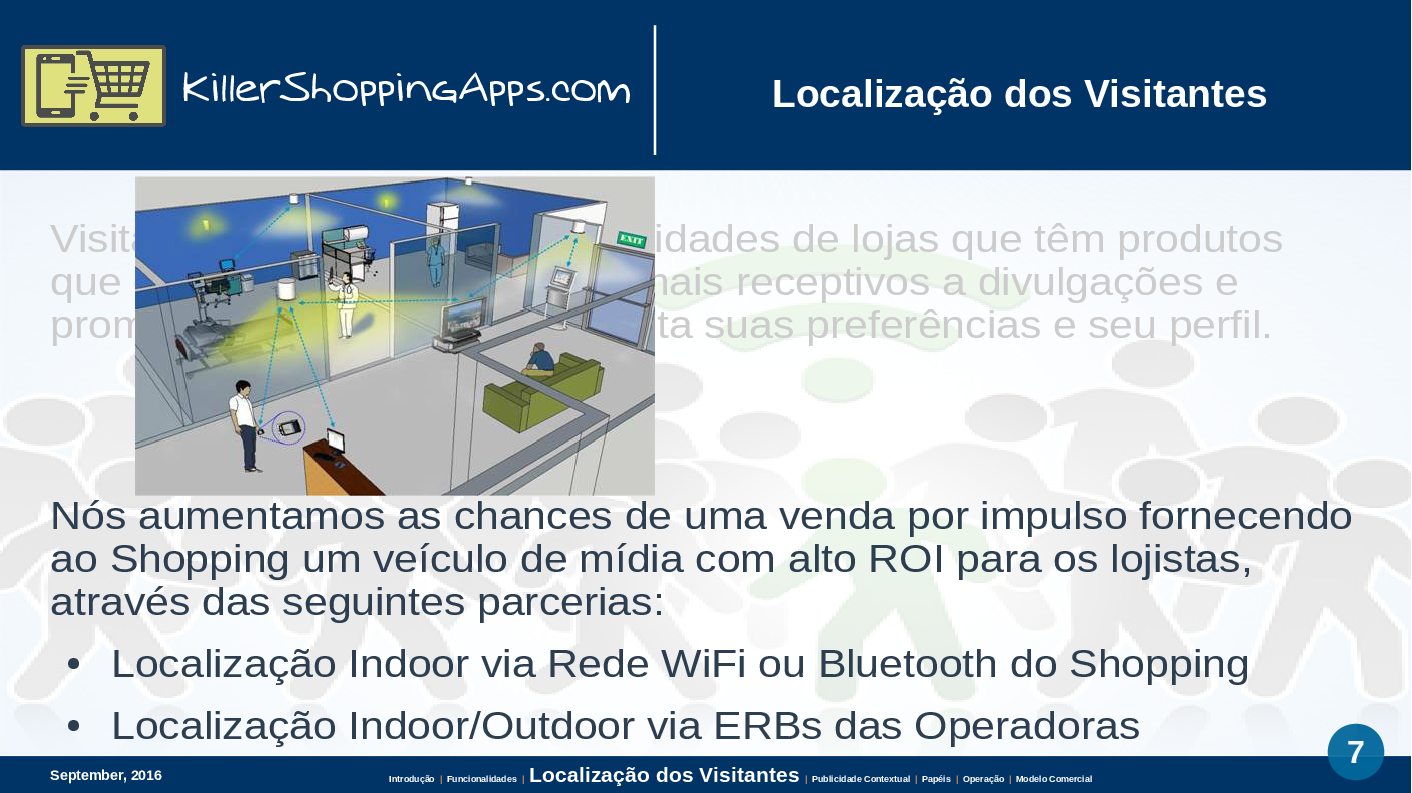 KillerShoppingApps.com
Localização dos Visitantes
idades de lojas que têm produtos
que mais receptivos a divulgações e
suas preferências e seu perfil.
EXIT
Nós aumentamos as chances de uma venda por impulso fornecendo
ao Shopping um veículo de mídia com alto ROI para os lojistas,
através das seguintes parcerias:
• Localização Indoor via Rede WiFi ou Bluetooth do Shopping
• Localização Indoor/Outdoor via ERBs das Operadoras
7
September, 2016
Introdução | Funcionalidades | Localização dos Visitantes | Publicidade Contextual | Papéis | Operação | Modelo Comercial